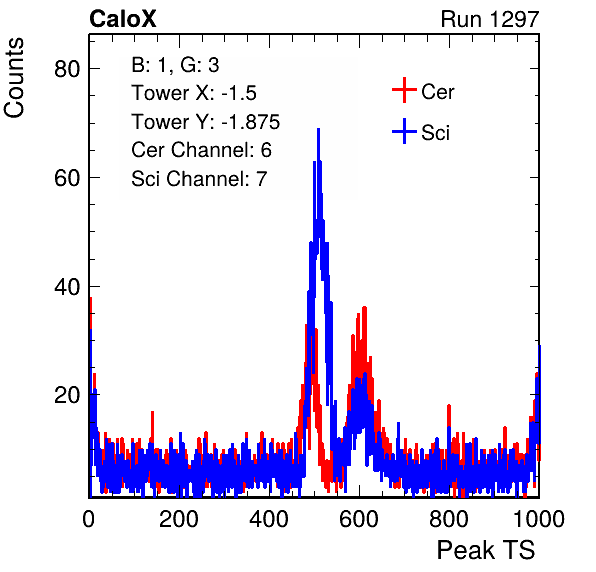 CaloX Run 1297
Counts
80
60
40
20
B: 1, G: 3
Tower X: -1.5
Tower Y: -1.875
Cer Channel: 6
Sci Channel: 7
Cer
Sci
0 200 400 600 800 1000
Peak TS